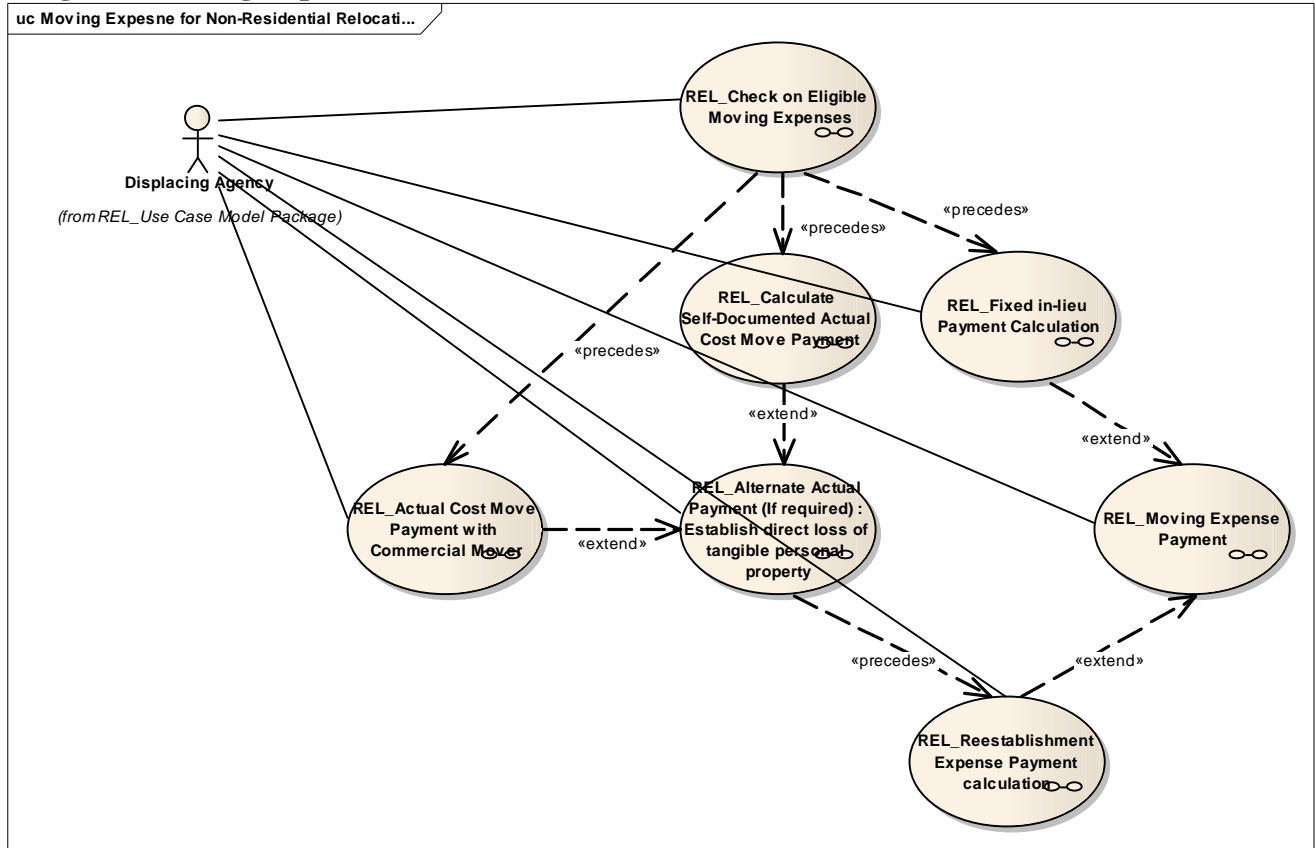 uc Moving Expesne for Non-Residential Relocati...
REL_Check on Eligible
Moving Expenses
Displacing Agency
(from REL_Use Case Model Package)
«precedes»
«precedes»
«precedes»
REL_Calculate
Self-Documented Actual
Cost Move Payment
REL_Fixed in-lieu
Payment Calculation
«extend»
«extend»
REL_Actual Cost Move
Payment with
Commercial Mover
«extend»
REL_Alternate Actual
Payment (If required) :
Establish direct loss of
tangible personal
property
REL_Moving Expense
Payment
«precedes»
«extend»
REL_Reestablishment
Expense Payment
calculation